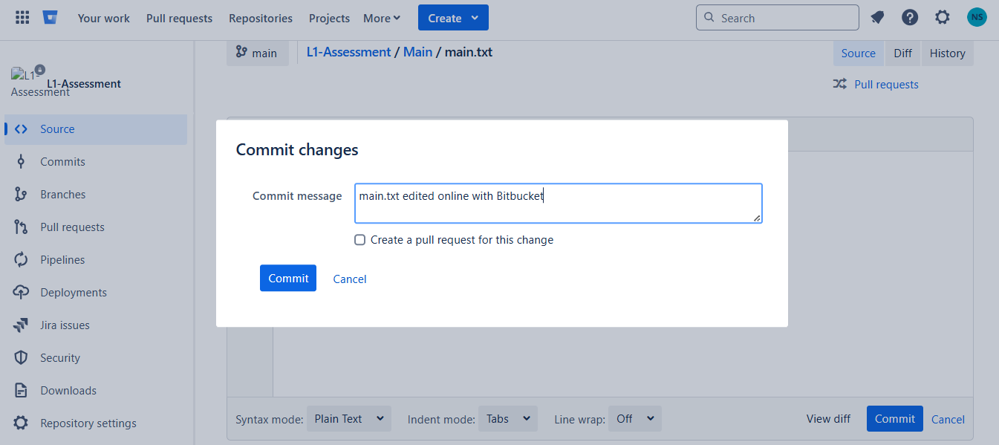 Your work Pull requests Repositories Projects More Create Search NS
main L1-Assessment / Main / main.txt Source Diff History
L1-
Assessment
L1-Assessment
Pull requests
Source
Commits
Branches
Pull requests
Pipelines
Deployments
Jira issues
Security
Downloads
Repository settings
Commit changes
Commit message main.txt edited online with Bitbucket
Create a pull request for this change
Commit Cancel
Syntax mode: Plain Text Indent mode: Tabs Line wrap: Off View diff Commit Cancel